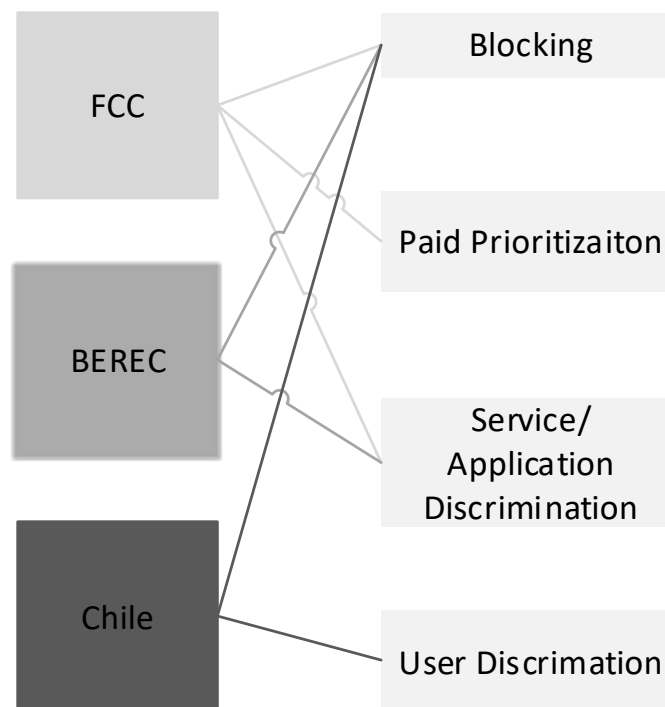 FCC
Blocking
Paid Prioritizaiton
BEREC
Service/
Application
Discrimination
Chile
User Discrimation